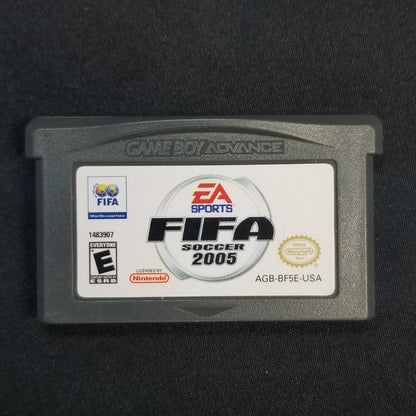 GAME BOY ADVANCE
FIFA
EA
SPORTS
FIFA
SOCCER
2005
1483907
EVERYONE
E
ESRB
LICENSED BY
Nintendo
AGB-BF5E-USA